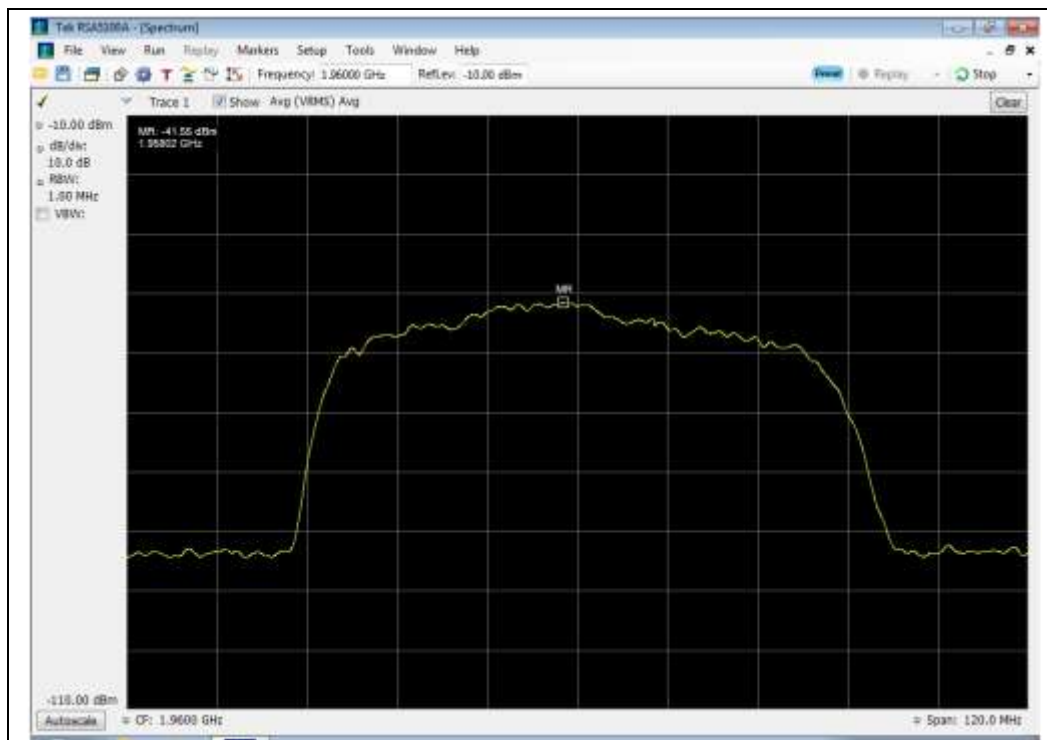 Tek RSA5100A - [Spectrum]
File View Run Replay Markers Setup Tools Window Help
T Frequency: 1.96000 GHz RefLev: -10.00 dBm Preset Replay Stop
Trace 1 Show Avg (VRMS) Avg Clear
-10.00 dBm
dB/div:
10.0 dB
RBW:
1.00 MHz
VBW:
MR: -41.55 dBm
1.95802 GHz
MR
-110.00 dBm
Autoscale CF: 1.9600 GHz Span: 120.0 MHz